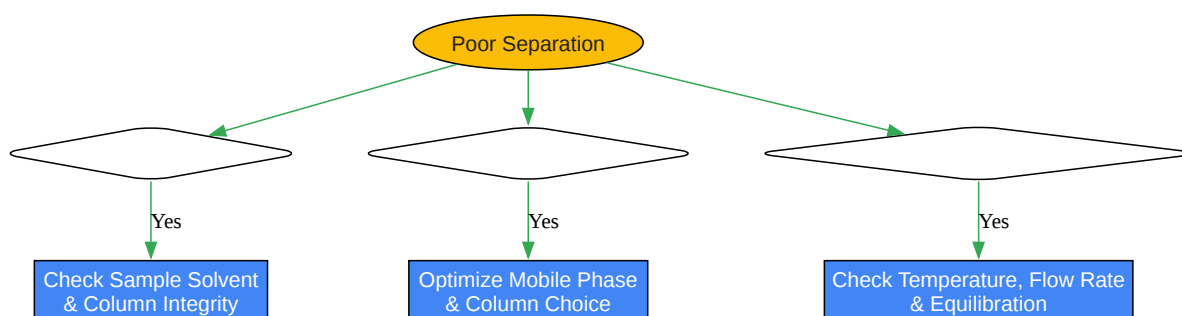 Poor Separation
Yes
Yes
Yes
Check Sample Solvent
& Column Integrity
Optimize Mobile Phase
& Column Choice
Check Temperature, Flow Rate
& Equilibration